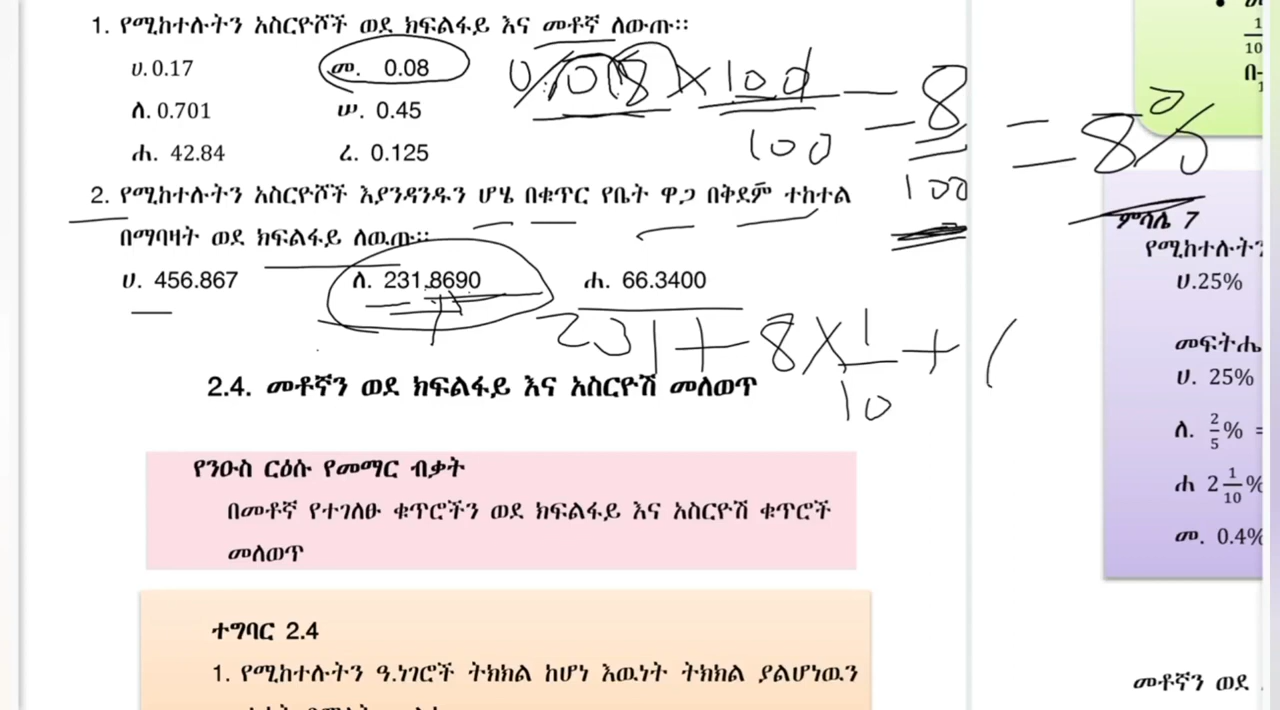 1. የሚከተሉትን አስርዮሾች ወደ ክፍልፋይ እና መቶኛ ለውጡ፡፡
ሀ. 0.17 መ. 0.08
ለ. 0.701 ሠ. 0.45
ሐ. 42.84 ረ. 0.125
× 100/100 = 8/100 = 8%
2. የሚከተሉትን አስርዮሾች እያንዳንዱን ሆሄ በቁጥር የቤት ዋጋ በቅደም ተከተል
በማባዛት ወደ ክፍልፋይ ለዉጡ፡፡
ሀ. 456.867 ለ. 231.8690 ሐ. 66.3400
231 + 8 × 1/10 + (
2.4. መቶኛን ወደ ክፍልፋይ እና አስርዮሽ መለወጥ
የንዑስ ርዕሱ የመማር ብቃት
በመቶኛ የተገለፁ ቁጥሮችን ወደ ክፍልፋይ እና አስርዮሽ ቁጥሮች
መለወጥ
ተግባር 2.4
1. የሚከተሉትን ዓ.ነገሮች ትክክል ከሆነ እዉነት ትክክል ያልሆነዉን
1/10
በ
ምሳሌ 7
የሚከተሉት
ሀ.25%
መፍትሔ
ሀ. 25%
ለ. 2/5% =
ሐ 2 1/10%
መ. 0.4%
መቶኛን ወደ